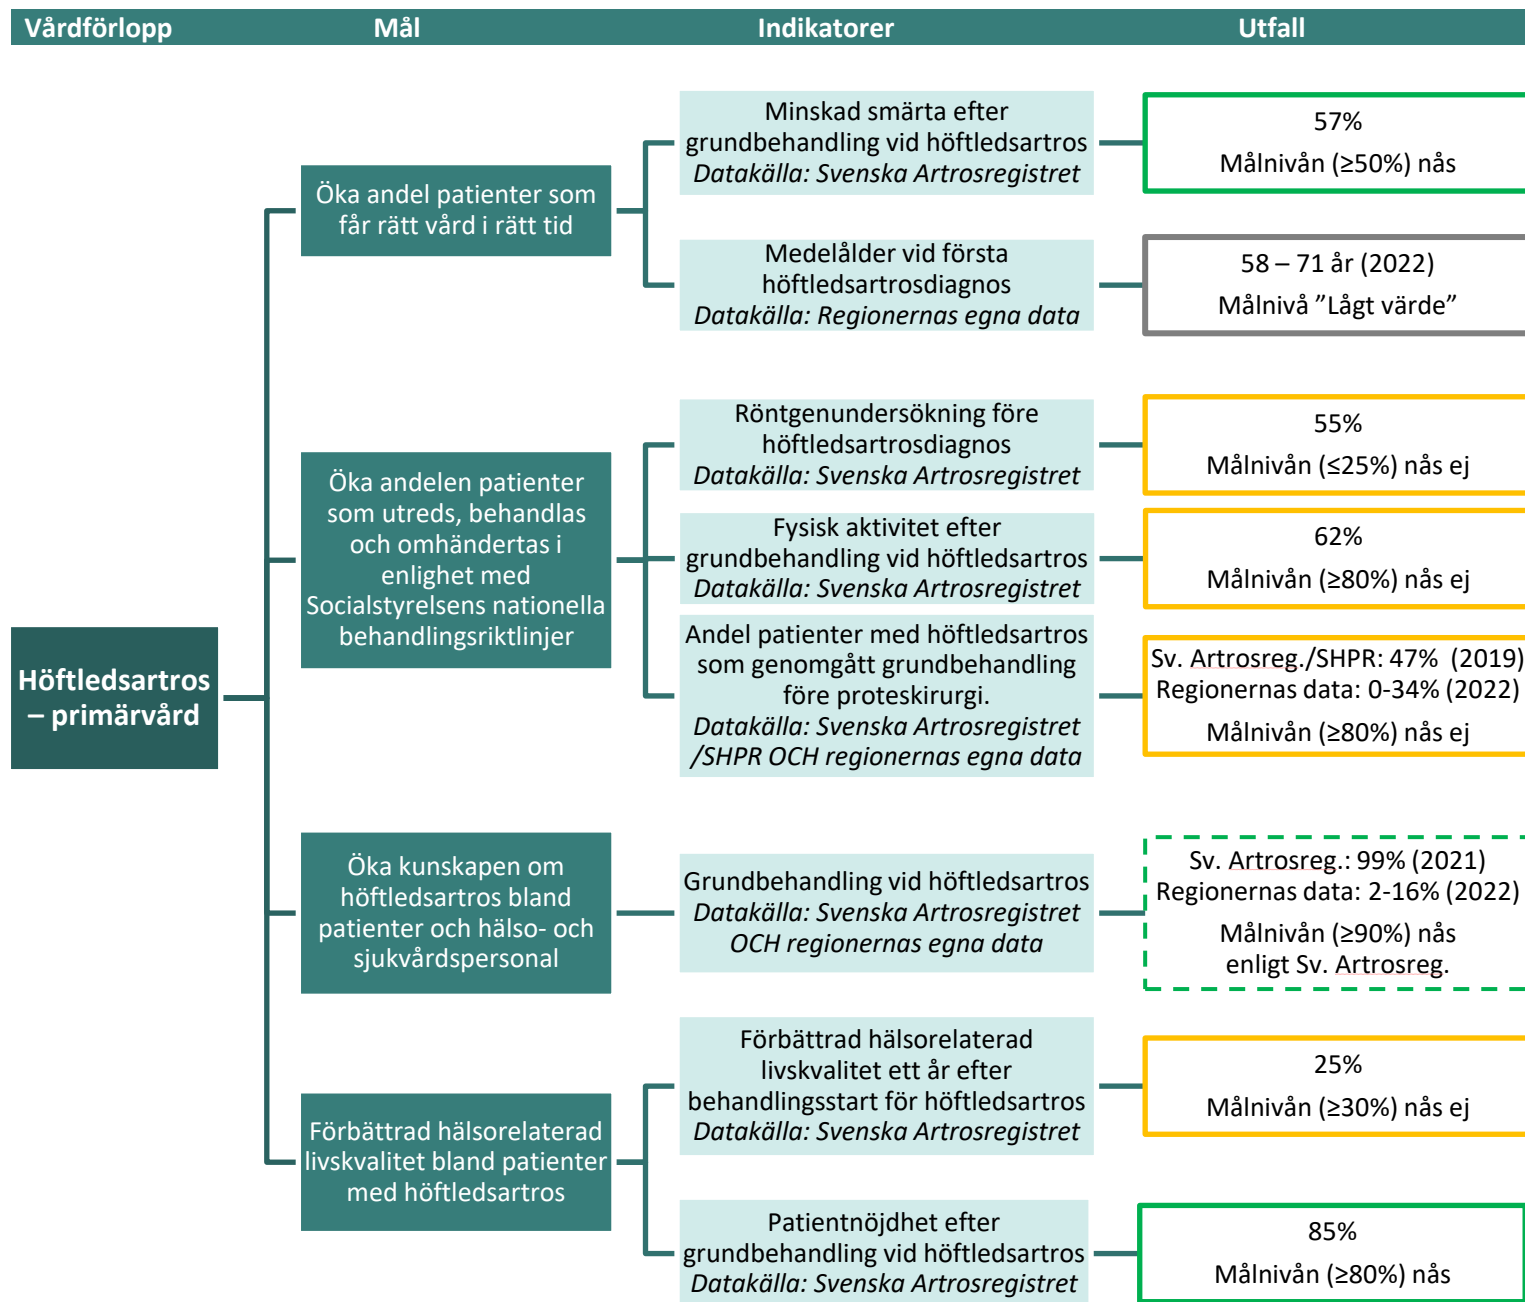 Vårdförlopp
Mål
Indikatorer
Utfall
Höftledsartros
– primärvård
Öka andel patienter som
får rätt vård i rätt tid
Minskad smärta efter
grundbehandling vid höftledsartros
Datakälla: Svenska Artrosregistret
57%
Målnivån (≥50%) nås
Medelålder vid första
höftledsartrosdiagnos
Datakälla: Regionernas egna data
58 – 71 år (2022)
Målnivå ”Lågt värde”
Öka andelen patienter
som utreds, behandlas
och omhändertas i
enlighet med
Socialstyrelsens nationella
behandlingsriktlinjer
Röntgenundersökning före
höftledsartrosdiagnos
Datakälla: Svenska Artrosregistret
55%
Målnivån (≤25%) nås ej
Fysisk aktivitet efter
grundbehandling vid höftledsartros
Datakälla: Svenska Artrosregistret
62%
Målnivån (≥80%) nås ej
Andel patienter med höftledsartros
som genomgått grundbehandling
före proteskirurgi.
Datakälla: Svenska Artrosregistret
/SHPR OCH regionernas egna data
Sv. Artrosreg./SHPR: 47% (2019)
Regionernas data: 0-34% (2022)
Målnivån (≥80%) nås ej
Öka kunskapen om
höftledsartros bland
patienter och hälso- och
sjukvårdspersonal
Grundbehandling vid höftledsartros
Datakälla: Svenska Artrosregistret
OCH regionernas egna data
Sv. Artrosreg.: 99% (2021)
Regionernas data: 2-16% (2022)
Målnivån (≥90%) nås
enligt Sv. Artrosreg.
Förbättrad hälsorelaterad
livskvalitet bland patienter
med höftledsartros
Förbättrad hälsorelaterad
livskvalitet ett år efter
behandlingsstart för höftledsartros
Datakälla: Svenska Artrosregistret
25%
Målnivån (≥30%) nås ej
Patientnöjdhet efter
grundbehandling vid höftledsartros
Datakälla: Svenska Artrosregistret
85%
Målnivån (≥80%) nås